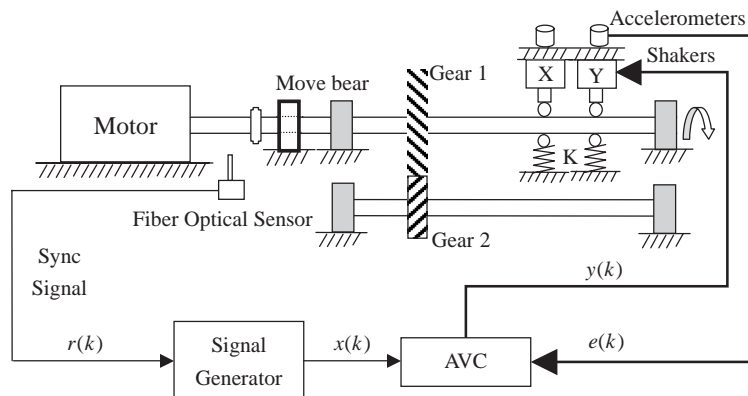 Accelerometers
Shakers
Move bear
Gear 1
X
Y
Motor
K
Fiber Optical Sensor
Gear 2
Sync
Signal
y(k)
r(k)
Signal
Generator
x(k)
AVC
e(k)